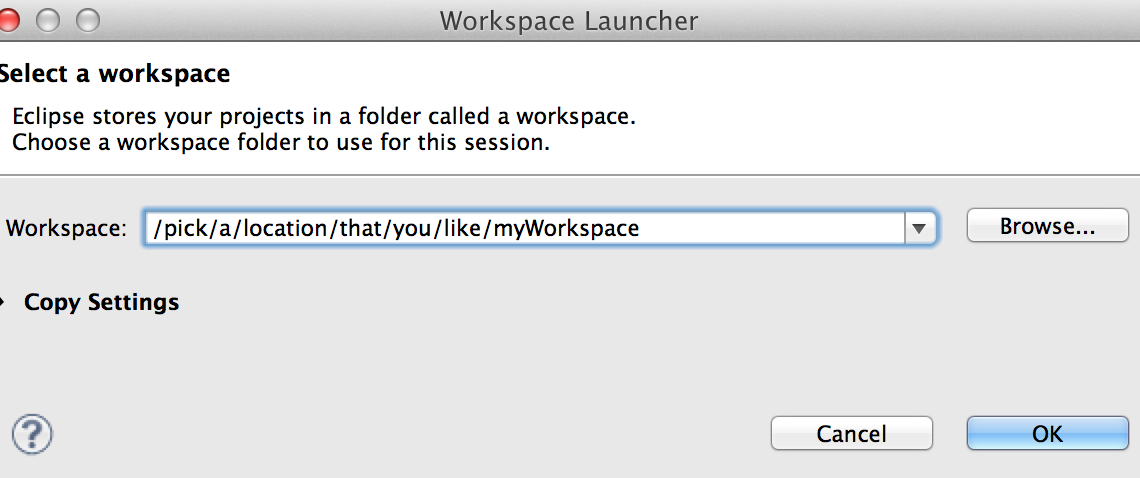 Workspace Launcher
Select a workspace
Eclipse stores your projects in a folder called a workspace.
Choose a workspace folder to use for this session.
Workspace: /pick/a/location/that/you/like/myWorkspace Browse...
Copy Settings
? Cancel OK